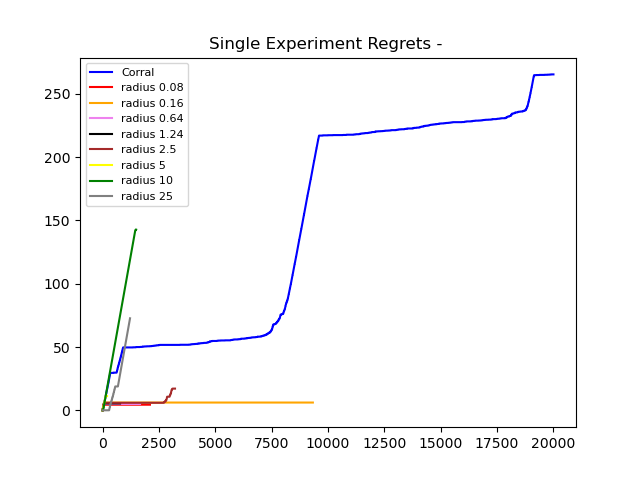 Single Experiment Regrets -
Corral
radius 0.08
radius 0.16
radius 0.64
radius 1.24
radius 2.5
radius 5
radius 10
radius 25
250
200
150
100
50
0
0 2500 5000 7500 10000 12500 15000 17500 20000